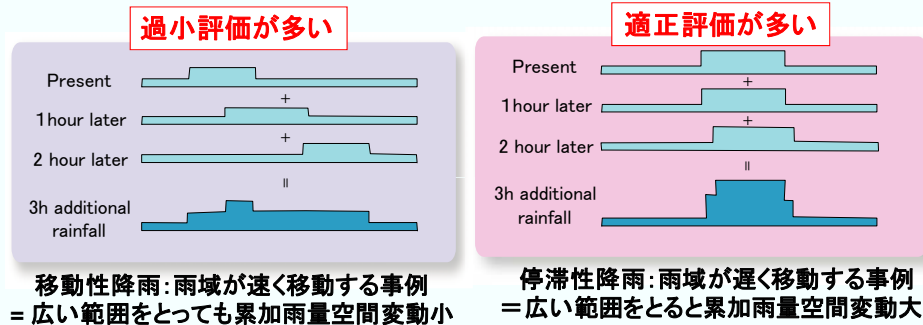 過小評価が多い
Present
+
1hour later
+
2 hour later
=
3h additional
rainfall
移動性降雨：雨域が速く移動する事例
= 広い範囲をとっても累加雨量空間変動小
適正評価が多い
Present
+
1hour later
+
2 hour later
=
3h additional
rainfall
停滞性降雨：雨域が遅く移動する事例
＝広い範囲をとると累加雨量空間変動大